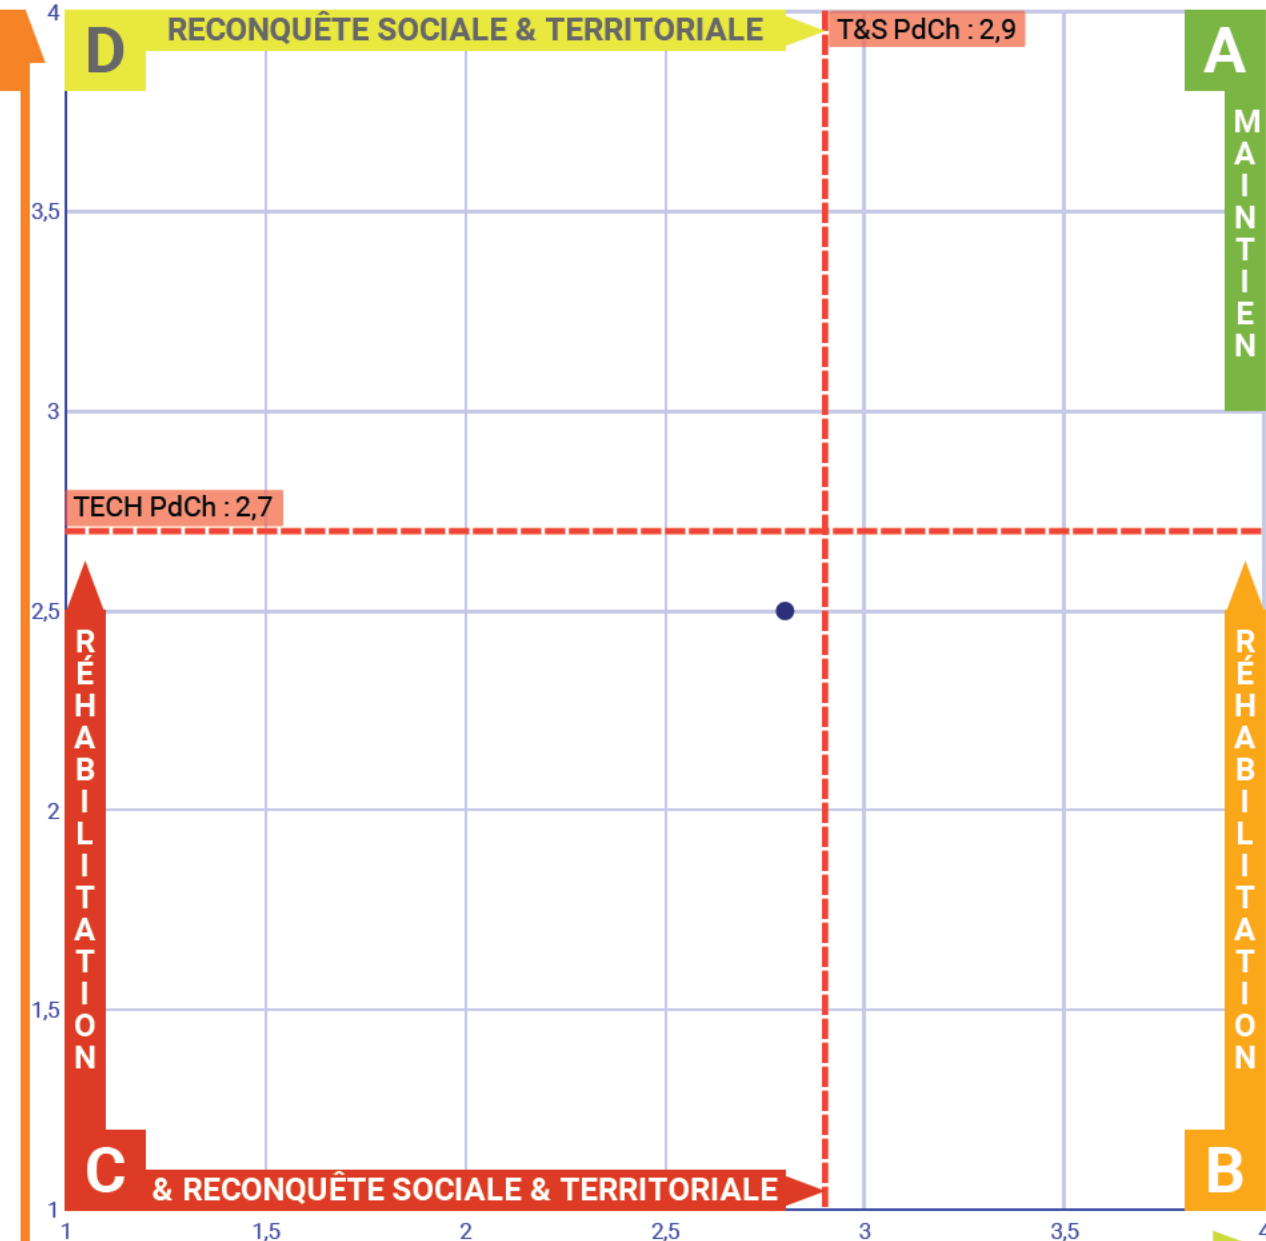 4
D
RECONQUÊTE SOCIALE & TERRITORIALE
T&S PdCh : 2,9
A
MAINTIEN
3,5
3
TECH PdCh : 2,7
2,5
RÉHABILITATION
RÉHABILITATION
2
1,5
C
& RECONQUÊTE SOCIALE & TERRITORIALE
B
1
1
1,5
2
2,5
3
3,5
4